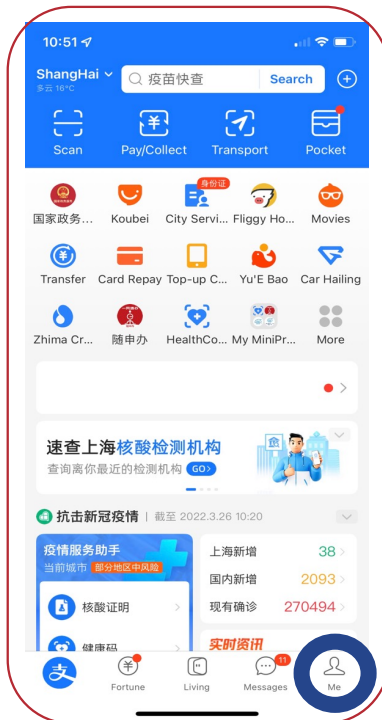 10:51
ShangHai
多云 16°C
疫苗快查
Search
Scan
Pay/Collect
Transport
Pocket
身份证
国家政务...
Koubei
City Servi...
Fliggy Ho...
Movies
Transfer
Card Repay
Top-up C...
Yu'E Bao
Car Hailing
Zhima Cr...
随申办
HealthCo...
My MiniPr...
More
速查上海核酸检测机构
查询离你最近的检测机构 GO>
抗击新冠疫情 | 截至 2022.3.26 10:20
疫情服务助手
当前城市 部分地区中风险
核酸证明
健康码
上海新增 38
国内新增 2093
现有确诊 270494
实时资讯
支
Fortune
Living
11
Messages
Me